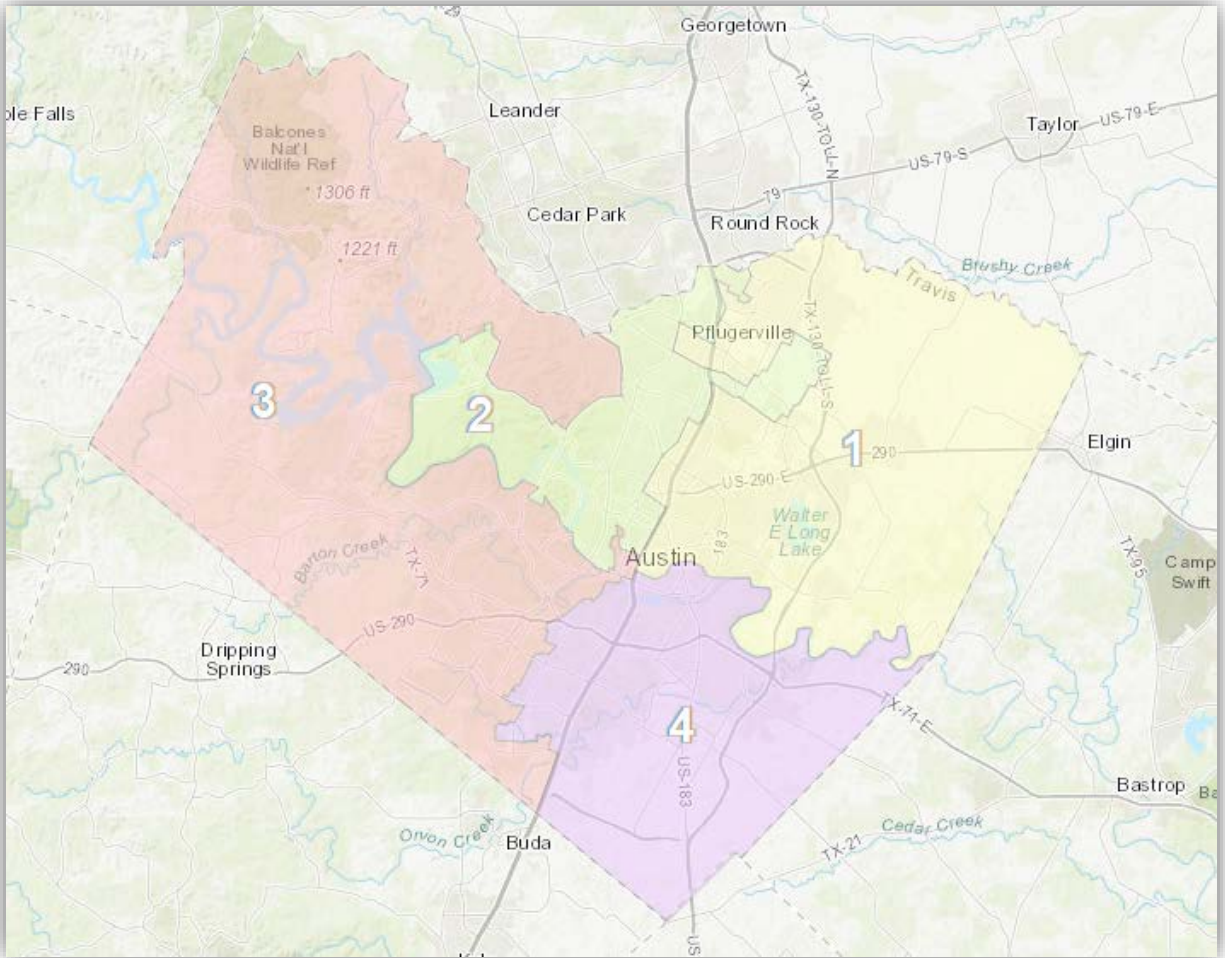 29
Georgetown
ble Falls
Leander
TX-130-TOLL-N
Taylor
US-79-E
Balcones
Nat'l
Wildlife Ref
1306 ft
US-79-S
79
Cedar Park
Round Rock
1221 ft
Brushy Creek
Travis
TX-130-TOLL-S
Pflugerville
3
2
1
290
Elgin
US-290-E
Walter
E Long
Lake
183
Barton Creek
TX-71
Austin
TX-95
Camp
Swift
US-290
Dripping
Springs
290
4
TX-71-E
US-183
Bastrop
Ba
Onion Creek
Buda
Cedar Creek
TX-21
US